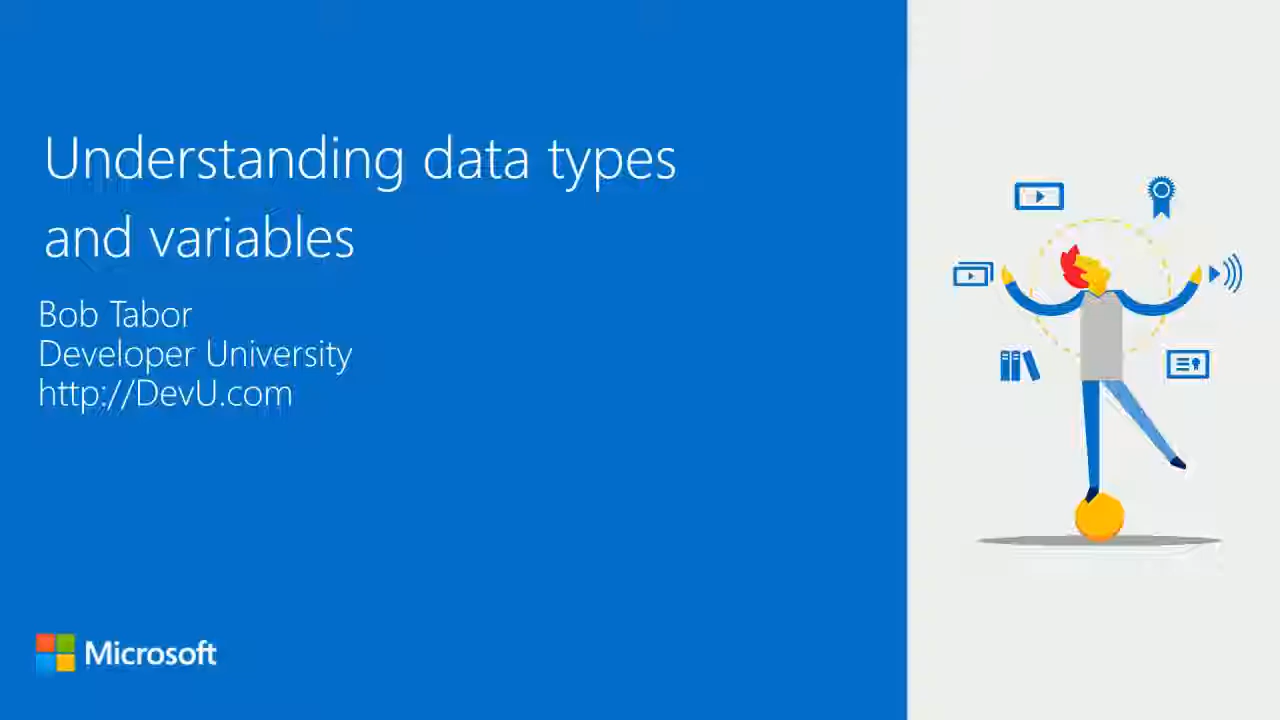 Understanding data types
and variables
Bob Tabor
Developer University
http://DevU.com
Microsoft